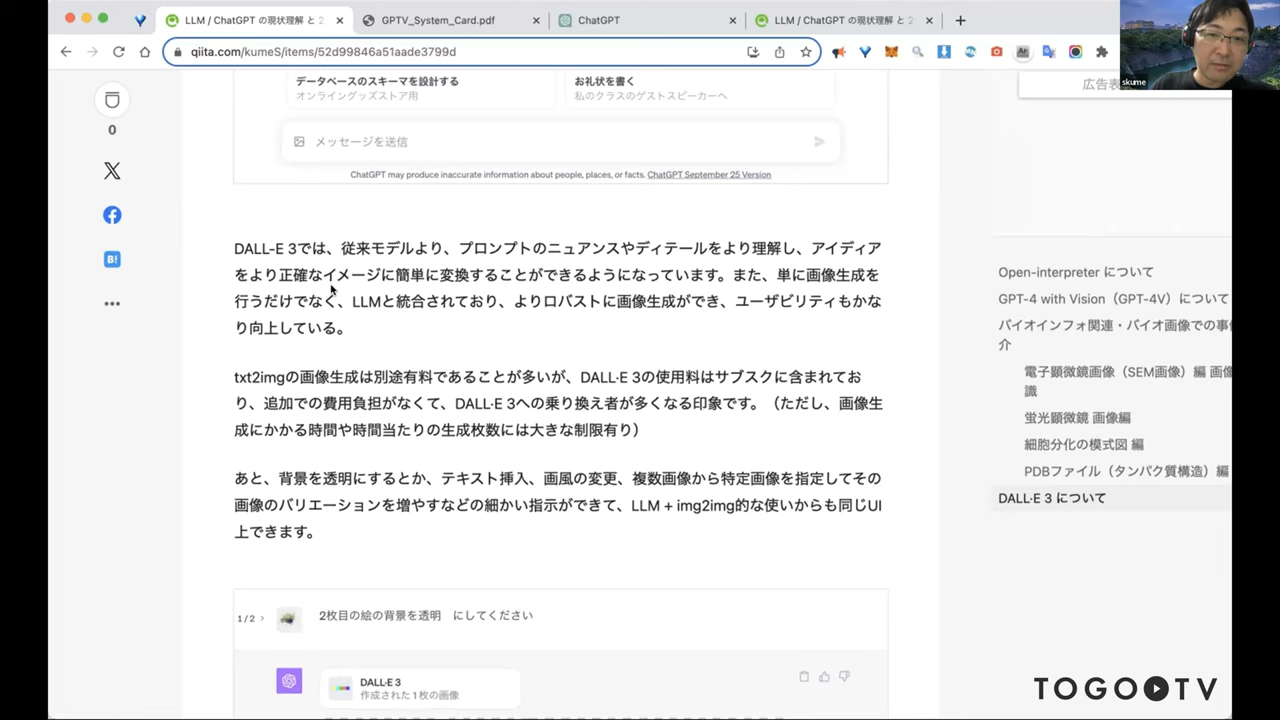 LLM / ChatGPT の現状理解 と 2
GPTV_System_Card.pdf
ChatGPT
LLM / ChatGPT の現状理解 と 2
qiita.com/kumeS/items/52d99846a51aade3799d
skume
データベースのスキーマを設計する
オンライングッズストア用
お礼状を書く
私のクラスのゲストスピーカーへ
メッセージを送信
ChatGPT may produce inaccurate information about people, places, or facts. ChatGPT September 25 Version
0
B!
DALL-E 3では、従来モデルより、プロンプトのニュアンスやディテールをより理解し、アイディア
をより正確なイメージに簡単に変換することができるようになっています。また、単に画像生成を
行うだけでなく、LLMと統合されており、よりロバストに画像生成ができ、ユーザビリティもかな
り向上している。
txt2imgの画像生成は別途有料であることが多いが、DALL·E 3の使用料はサブスクに含まれてお
り、追加での費用負担がなくて、DALL·E 3への乗り換え者が多くなる印象です。（ただし、画像生
成にかかる時間や時間当たりの生成枚数には大きな制限有り）
あと、背景を透明にするとか、テキスト挿入、画風の変更、複数画像から特定画像を指定してその
画像のバリエーションを増やすなどの細かい指示ができて、LLM + img2img的な使いからも同じUI
上できます。
1/2 ›
2枚目の絵の背景を透明　にしてください
DALL·E 3
作成された1枚の画像
広告表
Open-interpreter について
GPT-4 with Vision（GPT-4V）について
バイオインフォ関連・バイオ画像での事
介
電子顕微鏡画像（SEM画像）編 画像
識
蛍光顕微鏡 画像編
細胞分化の模式図 編
PDBファイル（タンパク質構造）編
DALL·E 3 について
TOGO TV